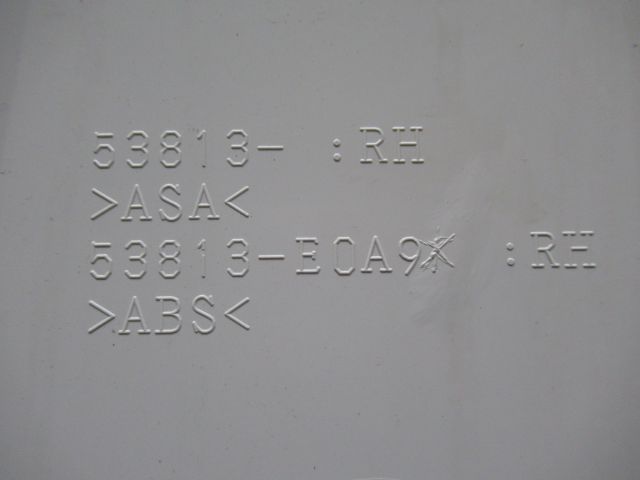 53813- :RH
>ASA<
53813-E0A9 :RH
>ABS<